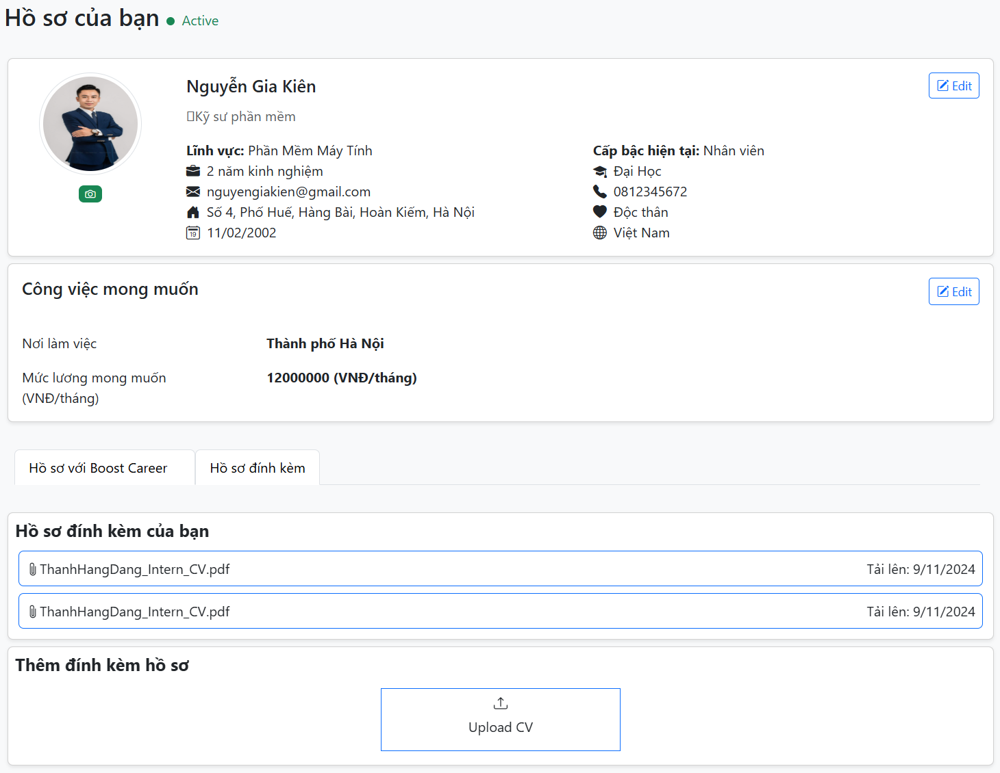 Hồ sơ của bạn Active
Nguyễn Gia Kiên
Edit
Kỹ sư phần mềm
Lĩnh vực: Phần Mềm Máy Tính
2 năm kinh nghiệm
nguyengiakien@gmail.com
Số 4, Phố Huế, Hàng Bài, Hoàn Kiếm, Hà Nội
11/02/2002
Cấp bậc hiện tại: Nhân viên
Đại Học
0812345672
Độc thân
Việt Nam
Công việc mong muốn
Edit
Nơi làm việc
Thành phố Hà Nội
Mức lương mong muốn
(VNĐ/tháng)
12000000 (VNĐ/tháng)
Hồ sơ với Boost Career
Hồ sơ đính kèm
Hồ sơ đính kèm của bạn
ThanhHangDang_Intern_CV.pdf Tải lên: 9/11/2024
ThanhHangDang_Intern_CV.pdf Tải lên: 9/11/2024
Thêm đính kèm hồ sơ
Upload CV